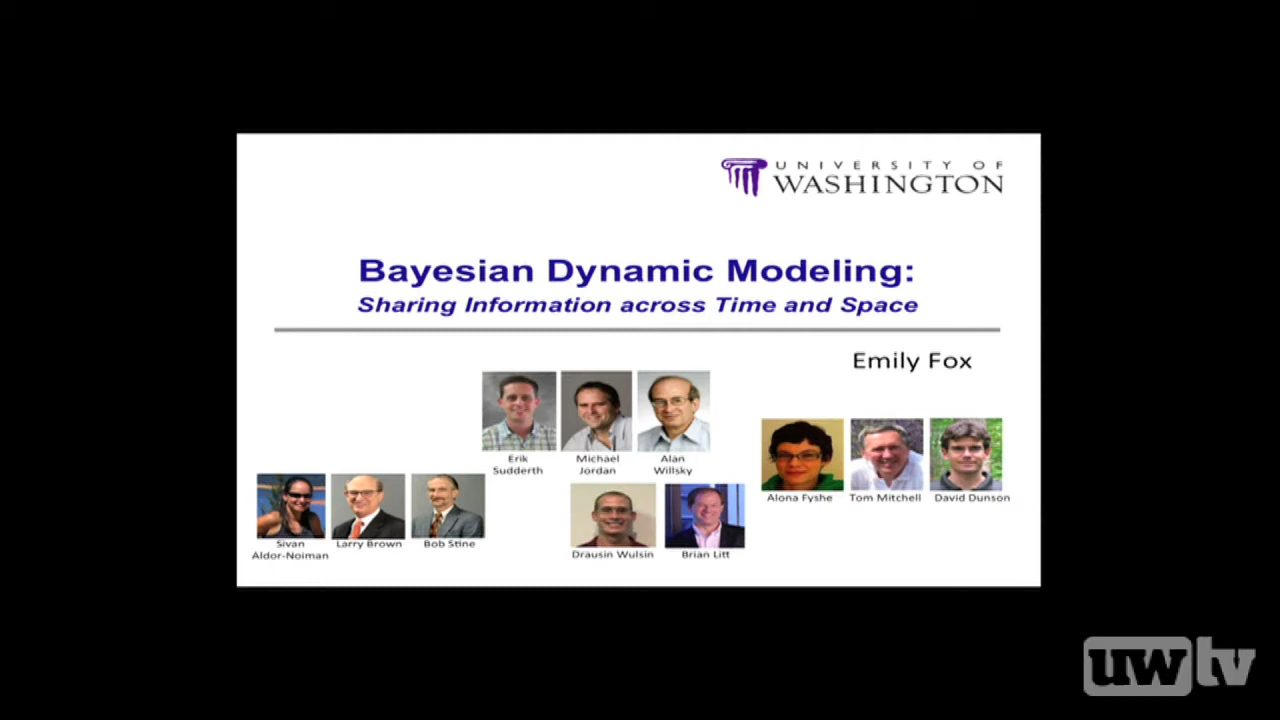 UNIVERSITY OF
WASHINGTON
Bayesian Dynamic Modeling:
Sharing Information across Time and Space
Emily Fox
Erik
Sudderth
Michael
Jordan
Alan
Willsky
Alona Fyshe
Tom Mitchell
David Dunson
Sivan
Aldor-Noiman
Larry Brown
Bob Stine
Drausin Wulsin
Brian Litt
uwtv